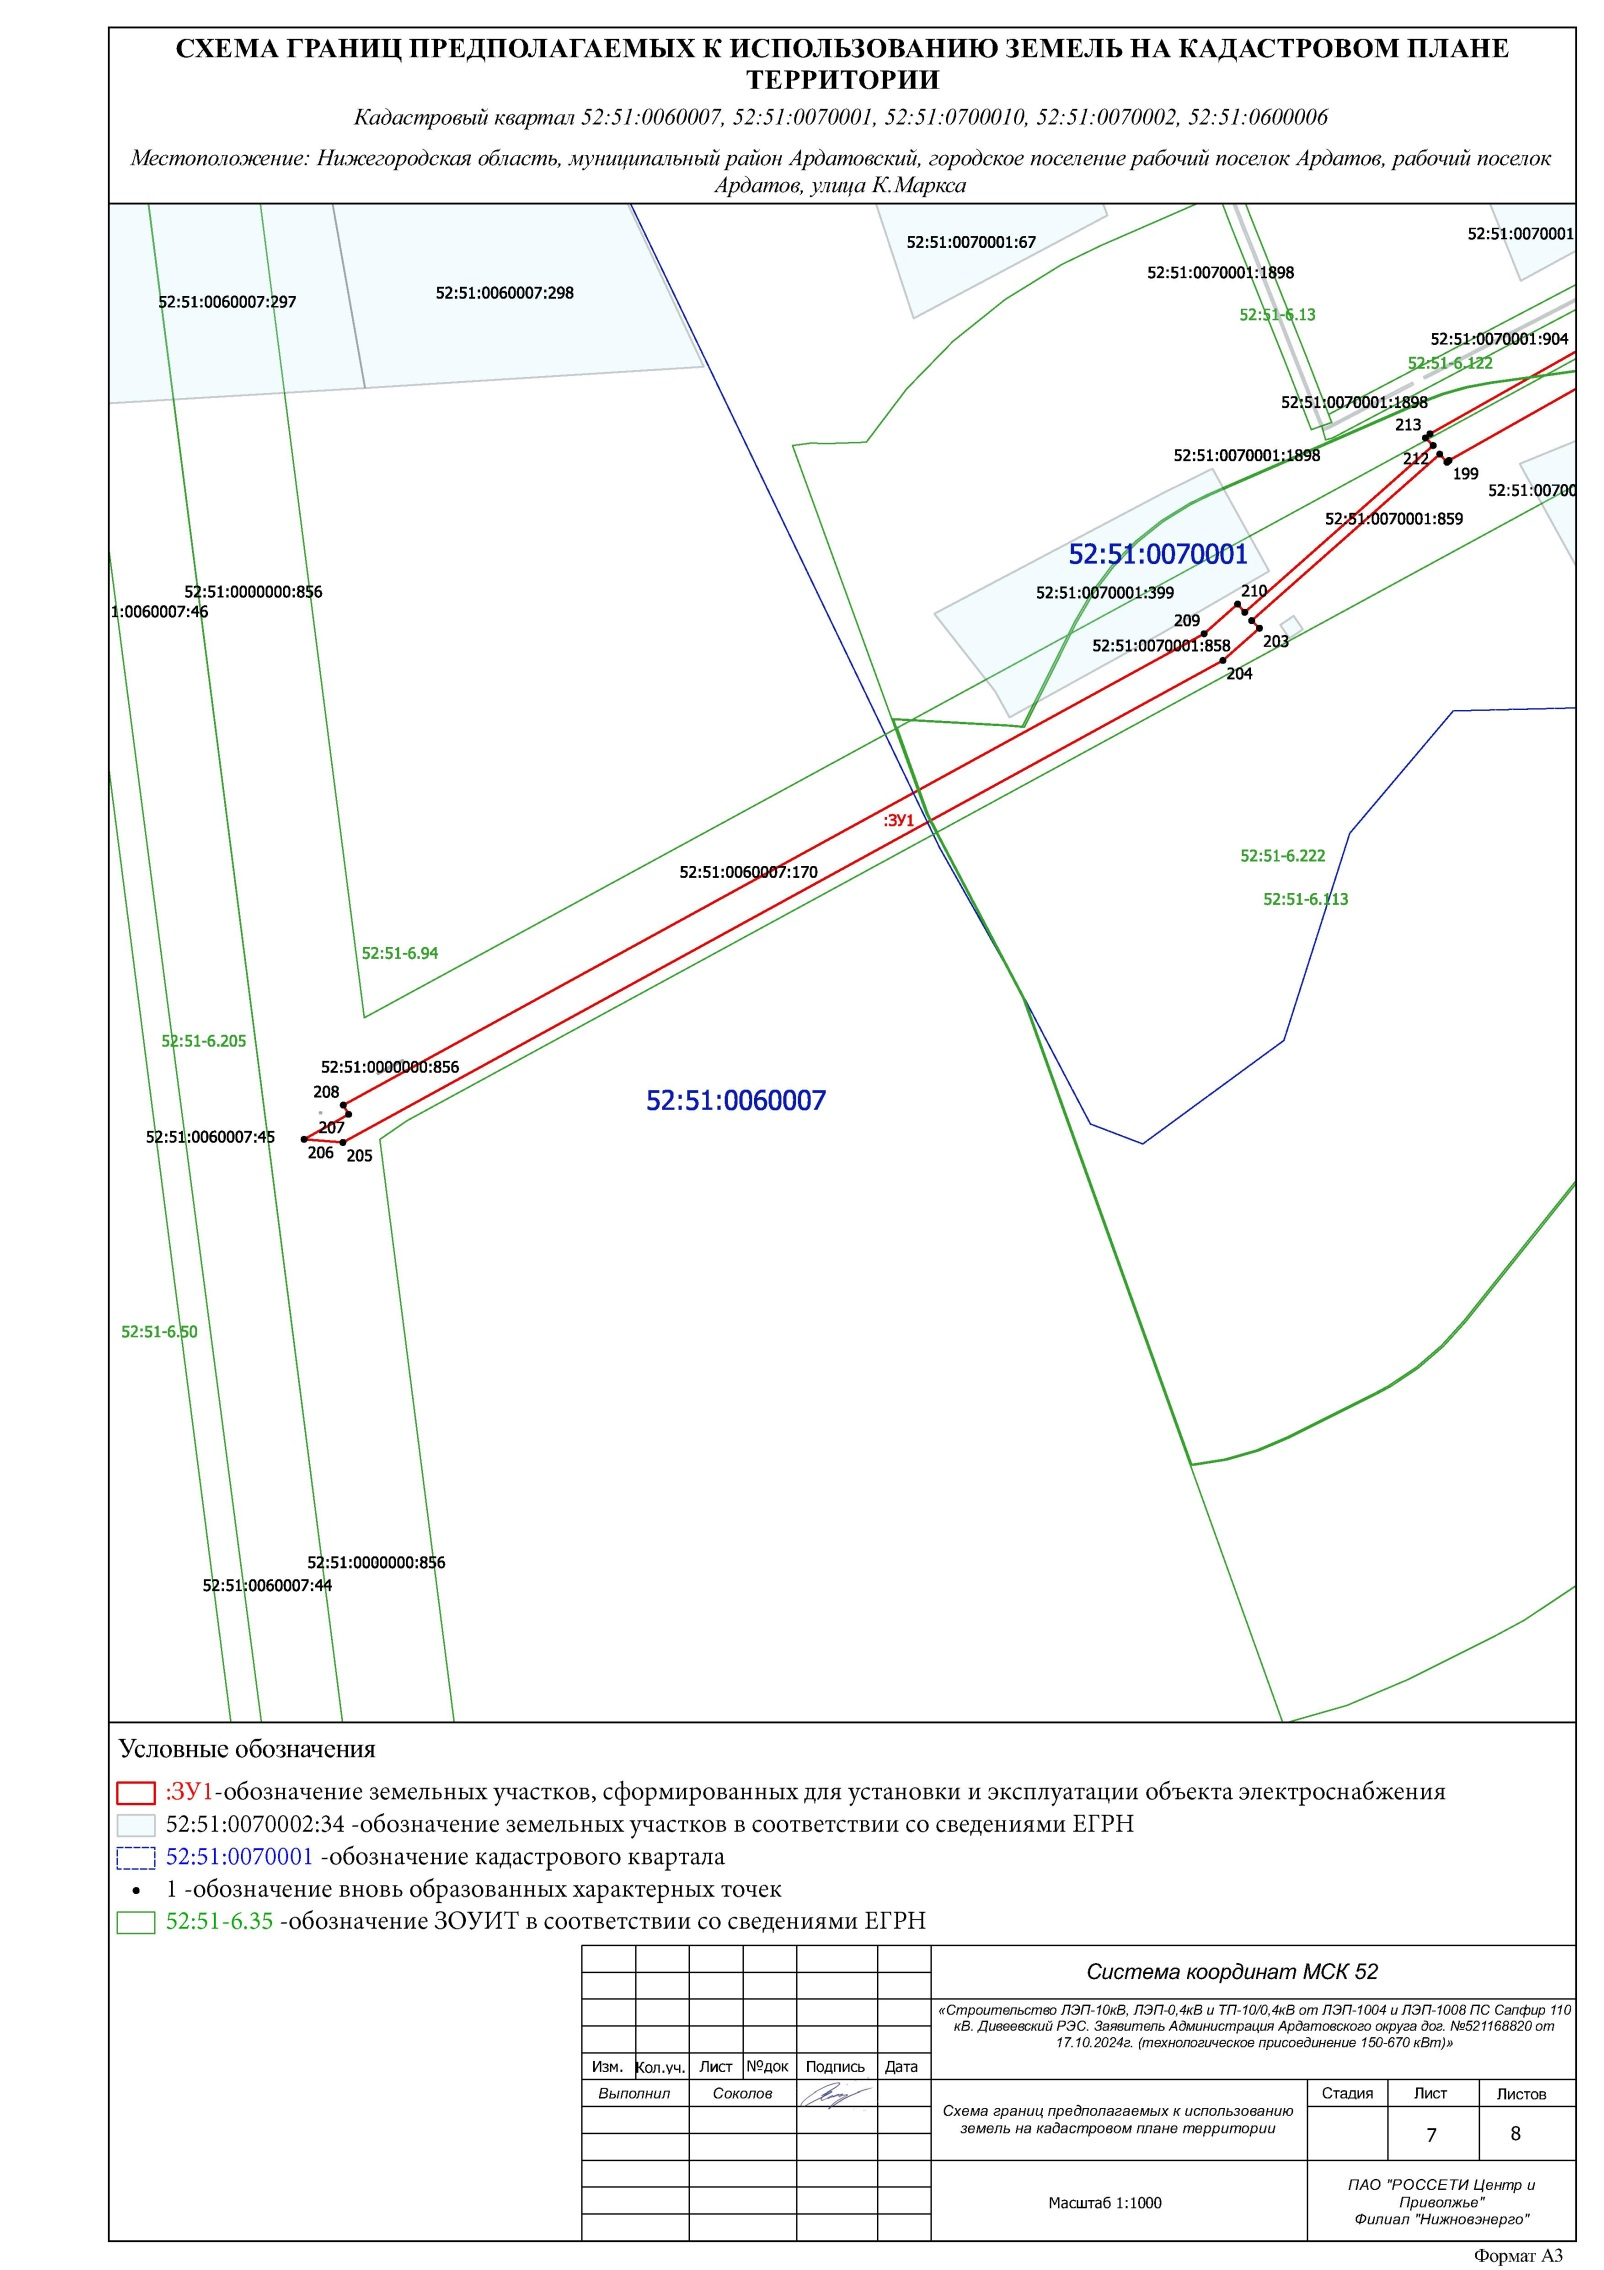 СХЕМА ГРАНИЦ ПРЕДПОЛАГАЕМЫХ К ИСПОЛЬЗОВАНИЮ ЗЕМЕЛЬ НА КАДАСТРОВОМ ПЛАНЕ
ТЕРРИТОРИИ
Кадастровый квартал 52:51:0060007, 52:51:0070001, 52:51:0700010, 52:51:0070002, 52:51:0600006
Местоположение: Нижегородская область, муниципальный район Ардатовский, городское поселение рабочий поселок Ардатов, рабочий поселок
Ардатов, улица К.Маркса
52:51:0070001
52:51:0070001:67
52:51:0070001:1898
52:51:0060007:298
52:51:0060007:297
52:51-6.13
52:51:0070001:904
52:51-6.122
52:51:0070001:1898
213
52:51:0070001:1898
212
199
52:51:00700
52:51:0070001:859
52:51:0070001
52:51:0000000:856
1:0060007:46
52:51:0070001:399
210
209
203
52:51:0070001:858
204
:ЗУ1
52:51-6.222
52:51:0060007:170
52:51-6.113
52:51-6.94
52:51-6.205
52:51:0000000:856
208
52:51:0060007
207
52:51:0060007:45
206
205
52:51-6.50
52:51:0000000:856
52:51:0060007:44
Условные обозначения
:ЗУ1-обозначение земельных участков, сформированных для установки и эксплуатации объекта электроснабжения
52:51:0070002:34 -обозначение земельных участков в соответствии со сведениями ЕГРН
52:51:0070001 -обозначение кадастрового квартала
1 -обозначение вновь образованных характерных точек
52:51-6.35 -обозначение ЗОУИТ в соответствии со сведениями ЕГРН
Система координат МСК 52
«Строительство ЛЭП-10кВ, ЛЭП-0,4кВ и ТП-10/0,4кВ от ЛЭП-1004 и ЛЭП-1008 ПС Сапфир 110
кВ. Дивеевский РЭС. Заявитель Администрация Ардатовского округа дог. №521168820 от
17.10.2024г. (технологическое присоединение 150-670 кВт)»
Изм. Кол.уч. Лист №док Подпись Дата
Выполнил Соколов
Схема границ предполагаемых к использованию
земель на кадастровом плане территории
Стадия Лист Листов
7 8
Масштаб 1:1000
ПАО "РОССЕТИ Центр и
Приволжье"
Филиал "Нижновэнерго"
Формат А3